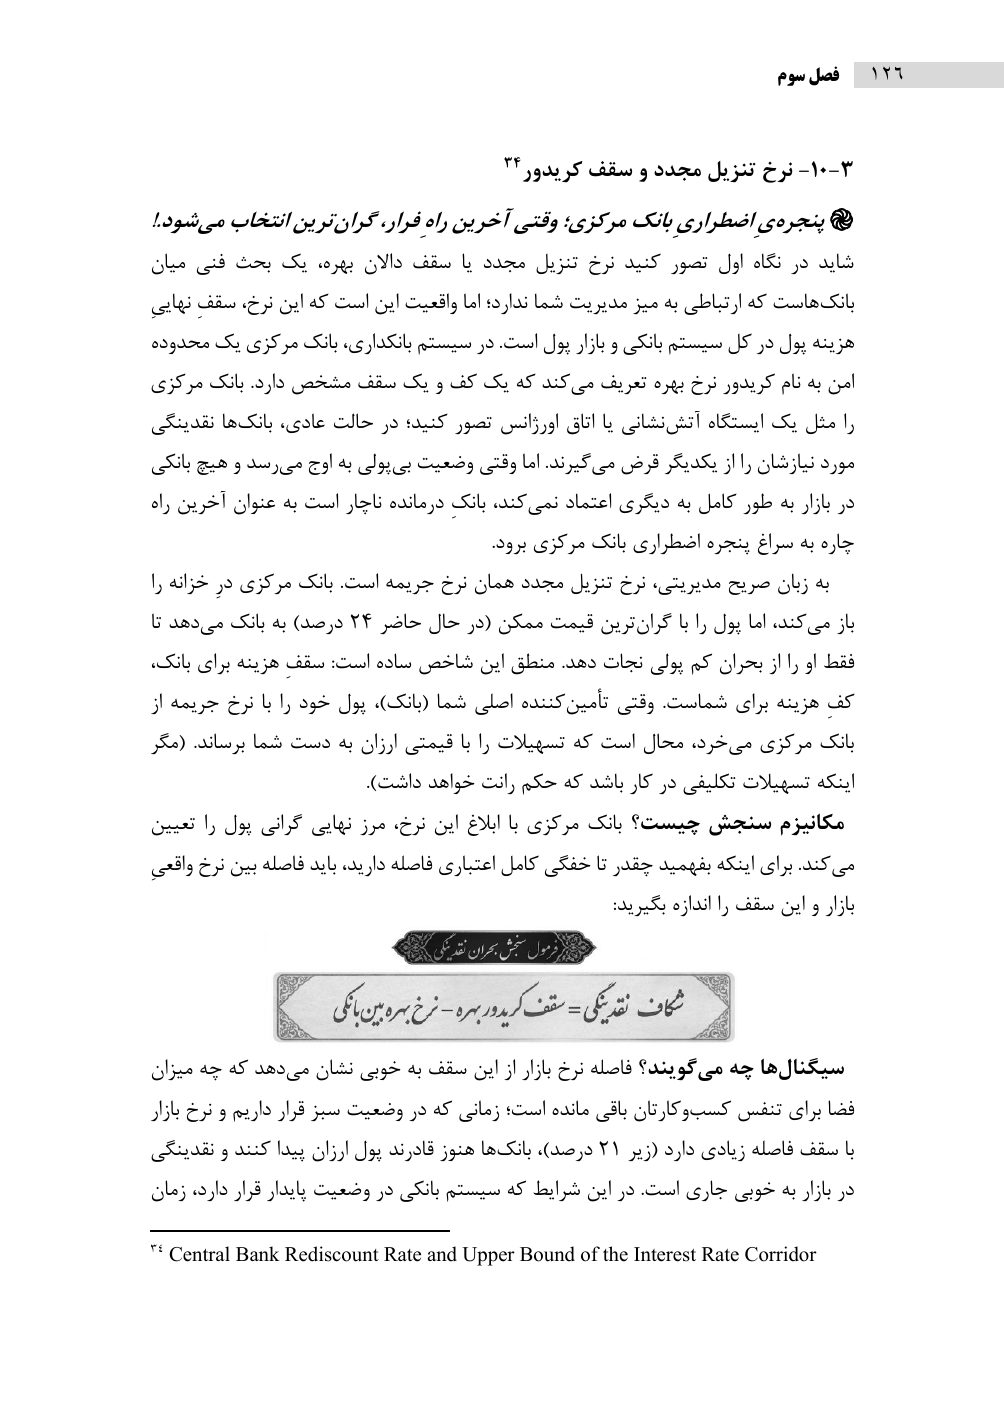 ۱۲٦ فصل سوم
۳-۱۰- نرخ تنزیل مجدد و سقف کریدور۳۴
پنجره‌یِ اضطراریِ بانک مرکزی؛ وقتی آخرین راهِ فرار، گران‌ترین انتخاب می‌شود.!
شاید در نگاه اول تصور کنید نرخ تنزیل مجدد یا سقف دالان بهره، یک بحث فنی میان
بانک‌هاست که ارتباطی به میز مدیریت شما ندارد؛ اما واقعیت این است که این نرخ، سقفِ نهاییِ
هزینه پول در کل سیستم بانکی و بازار پول است. در سیستم بانکداری، بانک مرکزی یک محدوده
امن به نام کریدور نرخ بهره تعریف می‌کند که یک کف و یک سقف مشخص دارد. بانک مرکزی
را مثل یک ایستگاه آتش‌نشانی یا اتاق اورژانس تصور کنید؛ در حالت عادی، بانک‌ها نقدینگی
مورد نیازشان را از یکدیگر قرض می‌گیرند. اما وقتی وضعیت بی‌پولی به اوج می‌رسد و هیچ بانکی
در بازار به طور کامل به دیگری اعتماد نمی‌کند، بانکِ درمانده ناچار است به عنوان آخرین راه
چاره به سراغ پنجره اضطراری بانک مرکزی برود.
به زبان صریح مدیریتی، نرخ تنزیل مجدد همان نرخ جریمه است. بانک مرکزی درِ خزانه را
باز می‌کند، اما پول را با گران‌ترین قیمت ممکن (در حال حاضر ۲۴ درصد) به بانک می‌دهد تا
فقط او را از بحران کم پولی نجات دهد. منطق این شاخص ساده است: سقفِ هزینه برای بانک،
کفِ هزینه برای شماست. وقتی تأمین‌کننده اصلی شما (بانک)، پول خود را با نرخ جریمه از
بانک مرکزی می‌خرد، محال است که تسهیلات را با قیمتی ارزان به دست شما برساند. (مگر
اینکه تسهیلات تکلیفی در کار باشد که حکم رانت خواهد داشت).
مکانیزم سنجش چیست؟ بانک مرکزی با ابلاغ این نرخ، مرز نهایی گرانی پول را تعیین
می‌کند. برای اینکه بفهمید چقدر تا خفگی کامل اعتباری فاصله دارید، باید فاصله بین نرخ واقعیِ
بازار و این سقف را اندازه بگیرید:
فرمول سنجش بحران نقدینگی
شکاف نقدینگی = سقف کریدور بهره – نرخ بهره بین بانکی
سیگنال‌ها چه می‌گویند؟ فاصله نرخ بازار از این سقف به خوبی نشان می‌دهد که چه میزان
فضا برای تنفس کسب‌وکارتان باقی مانده است؛ زمانی که در وضعیت سبز قرار داریم و نرخ بازار
با سقف فاصله زیادی دارد (زیر ۲۱ درصد)، بانک‌ها هنوز قادرند پول ارزان پیدا کنند و نقدینگی
در بازار به خوبی جاری است. در این شرایط که سیستم بانکی در وضعیت پایدار قرار دارد، زمان
۳٤ Central Bank Rediscount Rate and Upper Bound of the Interest Rate Corridor